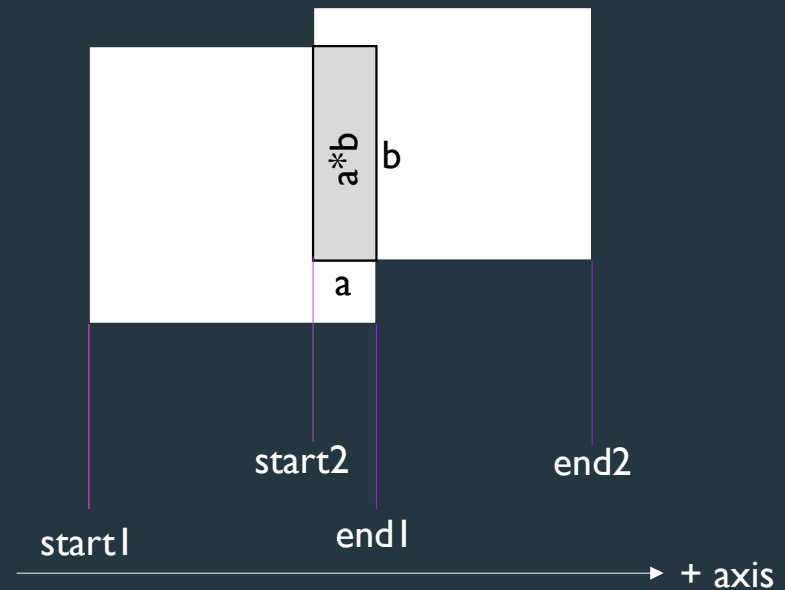 a*b
b
a
start2
end2
start1
end1
+ axis